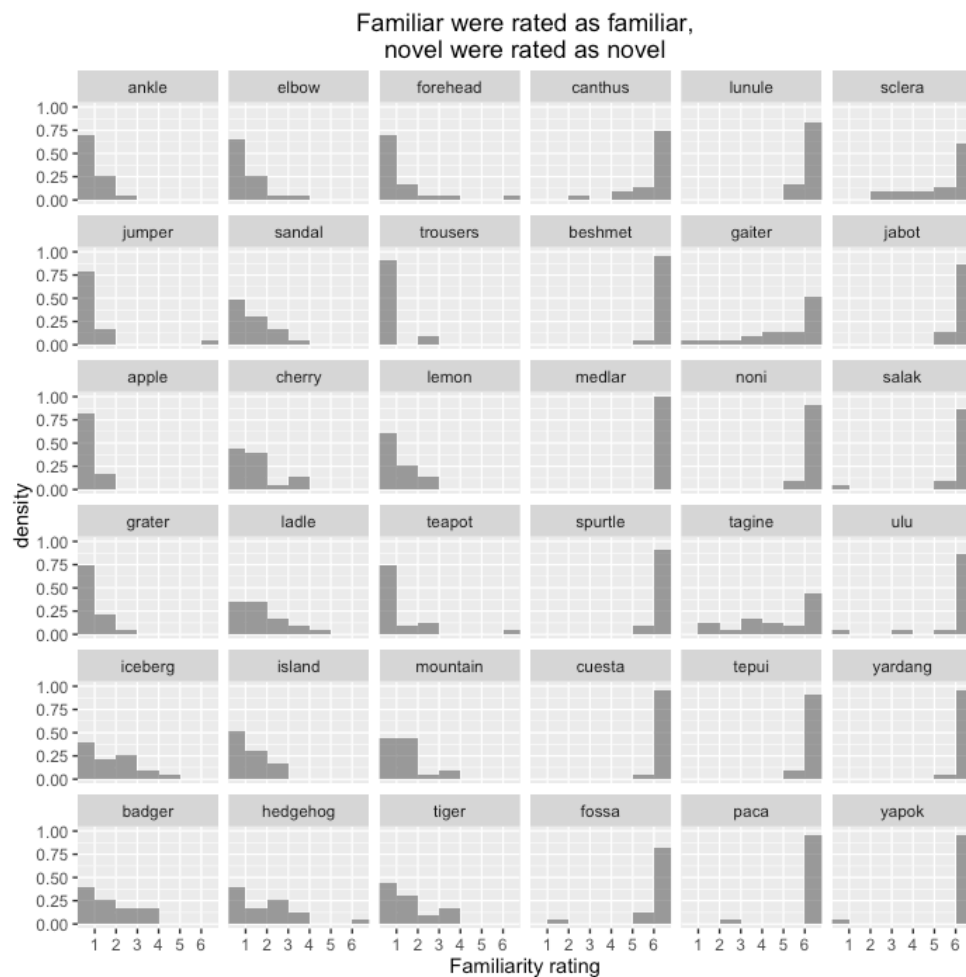 Familiar were rated as familiar,
novel were rated as novel
ankle elbow forehead canthus lunule sclera
1.00
0.75
0.50
0.25
0.00
jumper sandal trousers beshmet gaiter jabot
1.00
0.75
0.50
0.25
0.00
apple cherry lemon medlar noni salak
1.00
0.75
0.50
0.25
0.00
density
grater ladle teapot spurtle tagine ulu
1.00
0.75
0.50
0.25
0.00
iceberg island mountain cuesta tepui yardang
1.00
0.75
0.50
0.25
0.00
badger hedgehog tiger fossa paca yapok
1.00
0.75
0.50
0.25
0.00
1 2 3 4 5 6 1 2 3 4 5 6 1 2 3 4 5 6 1 2 3 4 5 6 1 2 3 4 5 6 1 2 3 4 5 6
Familiarity rating